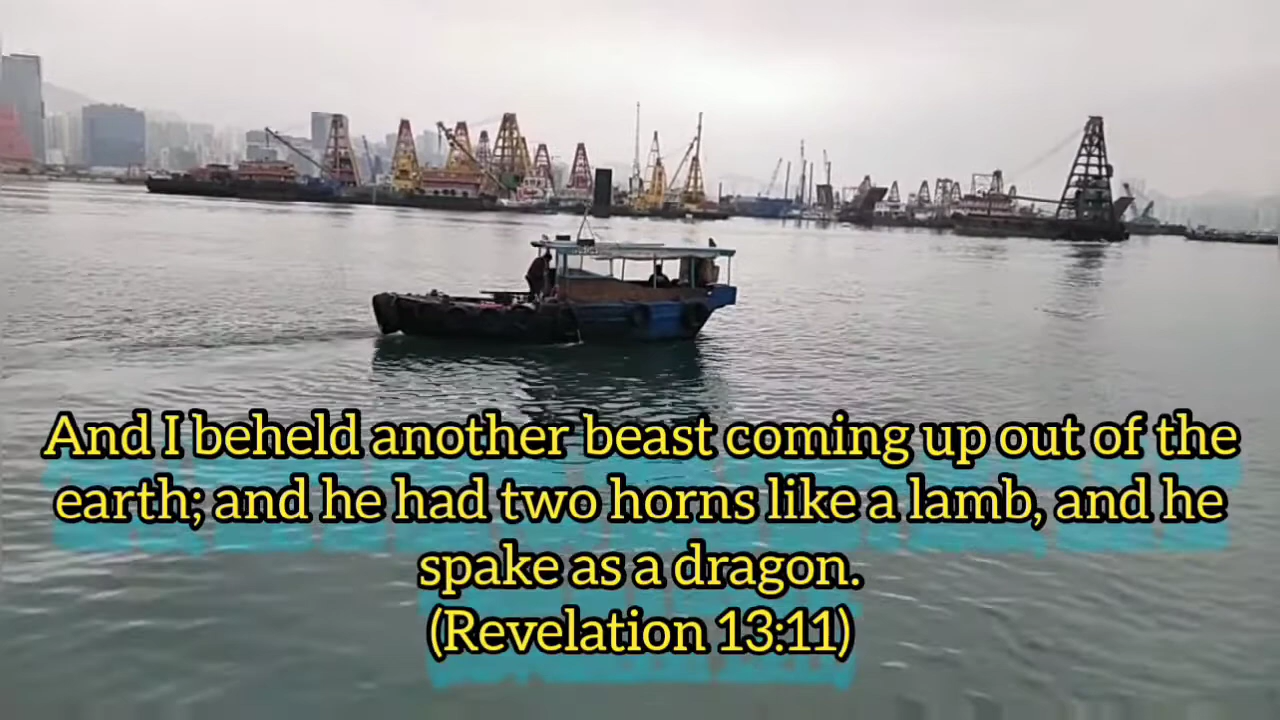 And I beheld another beast coming up out of the
earth; and he had two horns like a lamb, and he
spake as a dragon.
(Revelation 13:11)